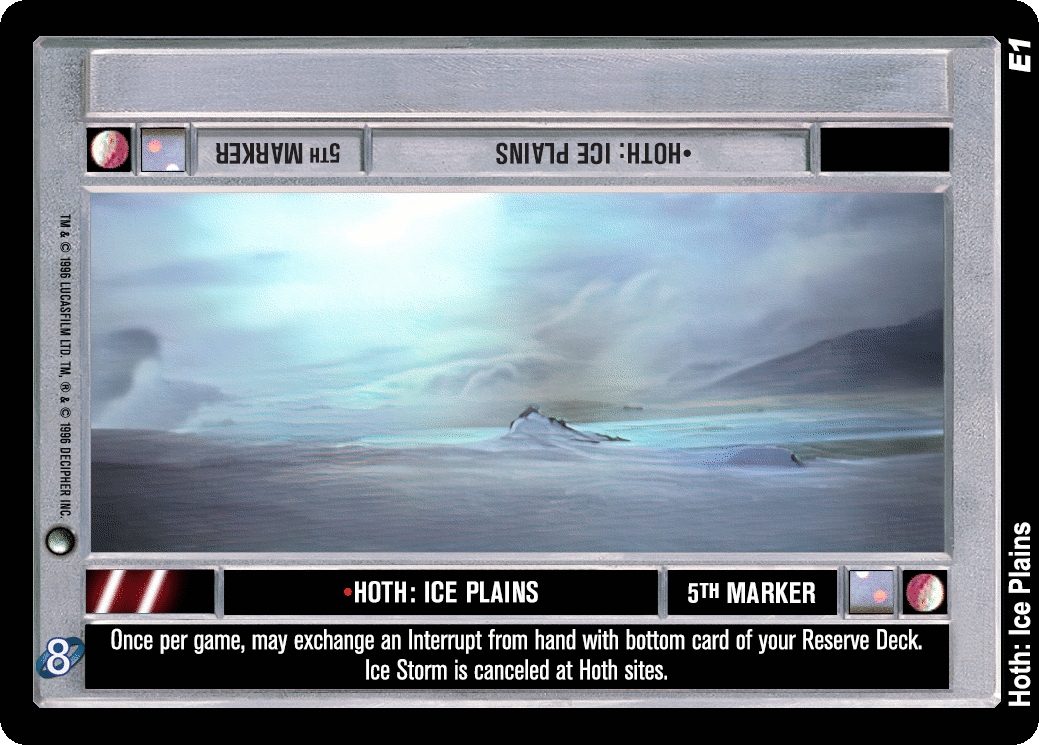 5TH MARKER
•HOTH: ICE PLAINS
TM & © 1996 LUCASFILM LTD. TM, ® & © 1996 DECIPHER INC.
•HOTH: ICE PLAINS
5TH MARKER
8
Once per game, may exchange an Interrupt from hand with bottom card of your Reserve Deck.
Ice Storm is canceled at Hoth sites.
E1
Hoth: Ice Plains